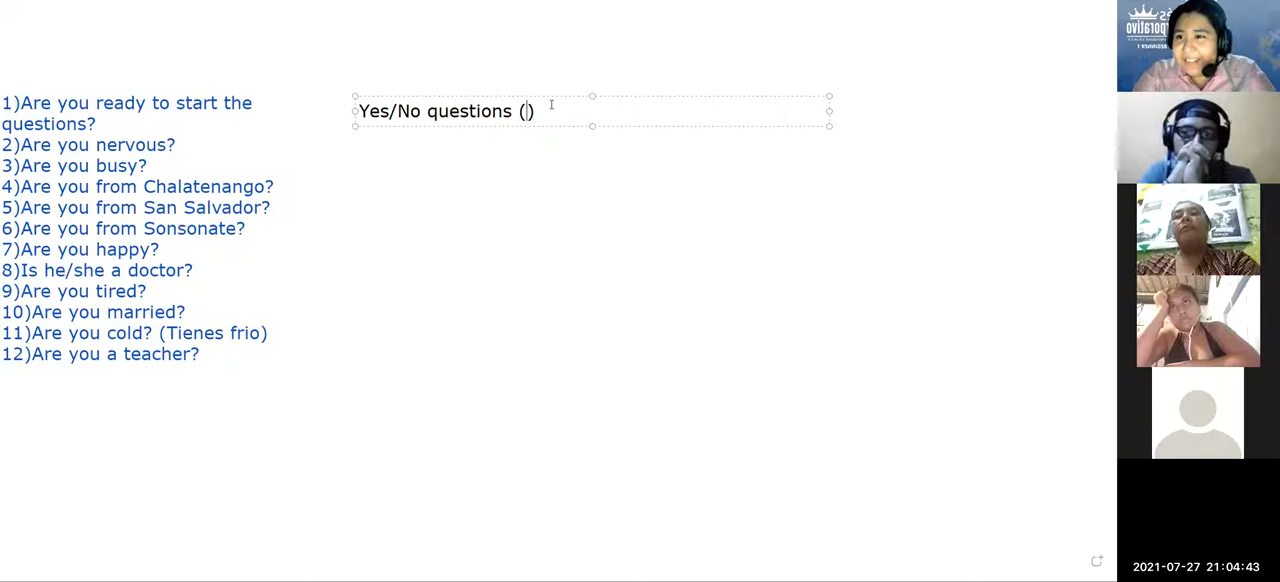 1)Are you ready to start the
questions?
2)Are you nervous?
3)Are you busy?
4)Are you from Chalatenango?
5)Are you from San Salvador?
6)Are you from Sonsonate?
7)Are you happy?
8)Is he/she a doctor?
9)Are you tired?
10)Are you married?
11)Are you cold? (Tienes frio)
12)Are you a teacher?
Yes/No questions ()
2021-07-27 21:04:43